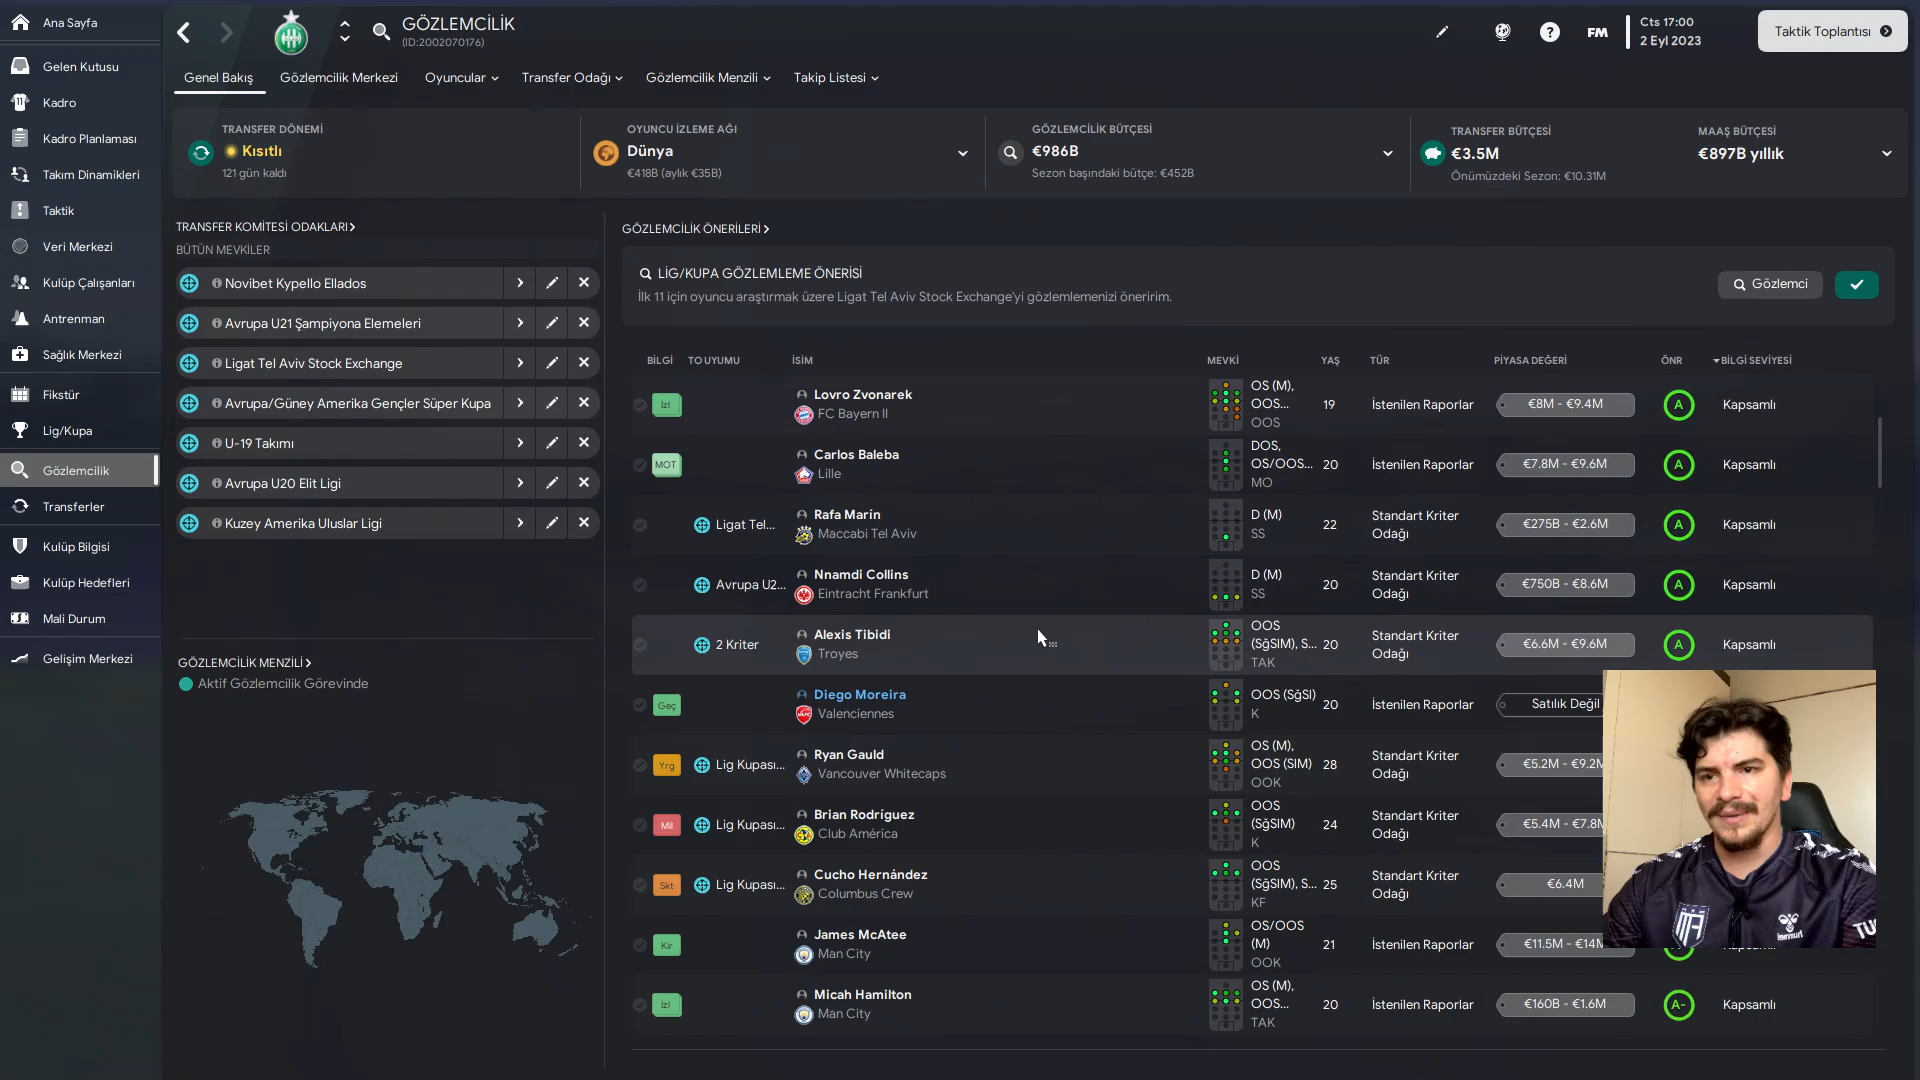 Ana Sayfa
Gelen Kutusu
Kadro
Kadro Planlaması
Takım Dinamikleri
Taktik
Veri Merkezi
Kulüp Çalışanları
Antrenman
Sağlık Merkezi
Fikstür
Lig/Kupa
Gözlemcilik
Transferler
Kulüp Bilgisi
Kulüp Hedefleri
Mali Durum
Gelişim Merkezi
GÖZLEMCİLİK
(ID:2002070176)
FM
Cts 17:00
2 Eyl 2023
Taktik Toplantısı
Genel Bakış
Gözlemcilik Merkezi
Oyuncular
Transfer Odağı
Gözlemcilik Menzili
Takip Listesi
TRANSFER DÖNEMİ
Kısıtlı
121 gün kaldı
OYUNCU İZLEME AĞI
Dünya
€418B (aylık €35B)
GÖZLEMCİLİK BÜTÇESİ
€986B
Sezon başındaki bütçe: €452B
TRANSFER BÜTÇESİ
€3.5M
Önümüzdeki Sezon: €10.31M
MAAŞ BÜTÇESİ
€897B yıllık
TRANSFER KOMİTESİ ODAKLARI
BÜTÜN MEVKİLER
Novibet Kypello Ellados
Avrupa U21 Şampiyona Elemeleri
Ligat Tel Aviv Stock Exchange
Avrupa/Güney Amerika Gençler Süper Kupa
U-19 Takımı
Avrupa U20 Elit Ligi
Kuzey Amerika Uluslar Ligi
GÖZLEMCİLİK MENZİLİ
Aktif Gözlemcilik Görevinde
GÖZLEMCİLİK ÖNERİLERİ
LİG/KUPA GÖZLEMLEME ÖNERİSİ
İlk 11 için oyuncu araştırmak üzere Ligat Tel Aviv Stock Exchange'yi gözlemlemenizi öneririm.
Gözlemci
BİLGİ TO UYUMU İSİM MEVKİ YAŞ TÜR PİYASA DEĞERİ ÖNR BİLGİ SEVİYESİ
İzl Lovro Zvonarek FC Bayern II OS (M), OOS... OOS 19 İstenilen Raporlar €8M - €9.4M A Kapsamlı
MOT Carlos Baleba Lille DOS, OS/OOS... MO 20 İstenilen Raporlar €7.8M - €9.6M A Kapsamlı
Ligat Tel... Rafa Marín Maccabi Tel Aviv D (M) SS 22 Standart Kriter Odağı €275B - €2.6M A Kapsamlı
Avrupa U2... Nnamdi Collins Eintracht Frankfurt D (M) SS 20 Standart Kriter Odağı €750B - €8.6M A Kapsamlı
2 Kriter Alexis Tibidi Troyes OOS (SğSlM), S... TAK 20 Standart Kriter Odağı €6.6M - €9.6M A Kapsamlı
Geç Diego Moreira Valenciennes OOS (SğSl) K 20 İstenilen Raporlar Satılık Değil
Yrg Lig Kupası... Ryan Gauld Vancouver Whitecaps OS (M), OOS (SlM) OOK 28 Standart Kriter Odağı €5.2M - €9.2M
Mil Lig Kupası... Brian Rodríguez Club América OOS (SğSlM) K 24 Standart Kriter Odağı €5.4M - €7.8M
Skt Lig Kupası... Cucho Hernández Columbus Crew OOS (SğSlM), S... KF 25 Standart Kriter Odağı €6.4M
Kir James McAtee Man City OS/OOS (M) OOK 21 İstenilen Raporlar €11.5M - €14M
İzl Micah Hamilton Man City OS (M), OOS... TAK 20 İstenilen Raporlar €160B - €1.6M A- Kapsamlı